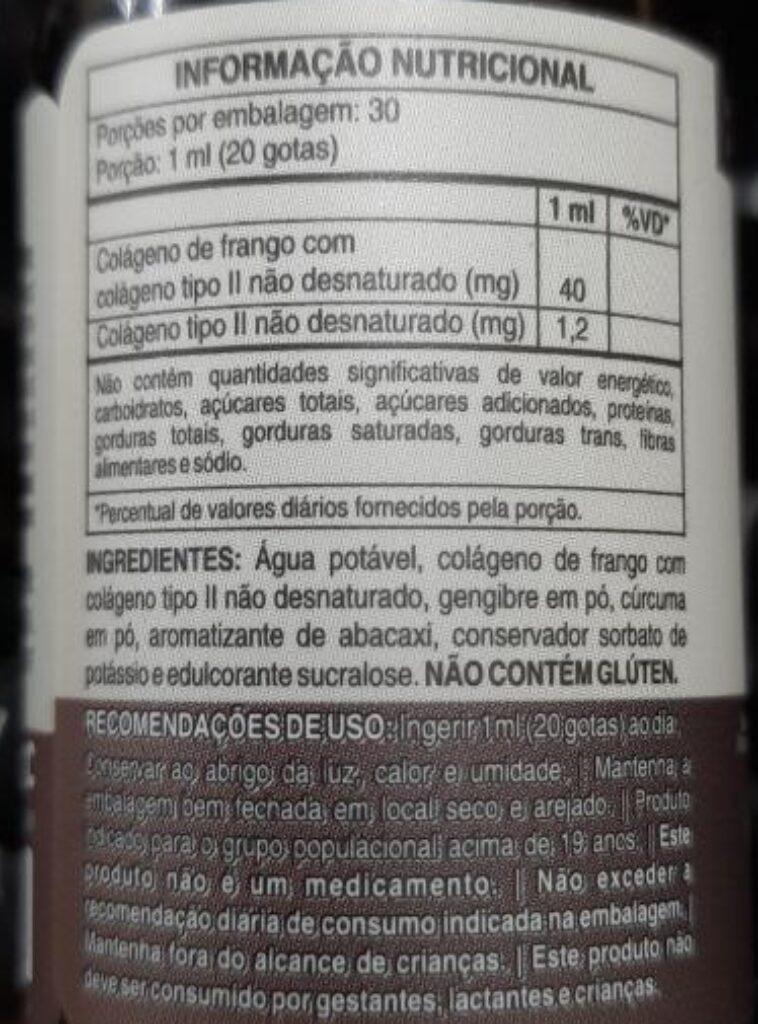 INFORMAÇÃO NUTRICIONAL
Porções por embalagem: 30
Porção: 1 ml (20 gotas)
1 ml %VD*
Colágeno de frango com
colágeno tipo II não desnaturado (mg) 40
Colágeno tipo II não desnaturado (mg) 1,2
Não contém quantidades significativas de valor energético,
carboidratos, açúcares totais, açúcares adicionados, proteínas,
gorduras totais, gorduras saturadas, gorduras trans, fibras
alimentares e sódio.
*Percentual de valores diários fornecidos pela porção.
INGREDIENTES: Água potável, colágeno de frango com
colágeno tipo II não desnaturado, gengibre em pó, cúrcuma
em pó, aromatizante de abacaxi, conservador sorbato de
potássio e edulcorante sucralose. NÃO CONTÉM GLÚTEN.
RECOMENDAÇÕES DE USO: Ingerir 1 ml (20 gotas) ao dia.
Conservar ao abrigo da luz, calor e umidade. | Mantenha a
embalagem bem fechada em local seco e arejado. | Produto
indicado para o grupo populacional acima de 19 anos. | Este
produto não é um medicamento. | Não exceder a
recomendação diária de consumo indicada na embalagem. |
Mantenha fora do alcance de crianças. | Este produto não
deve ser consumido por gestantes, lactantes e crianças.